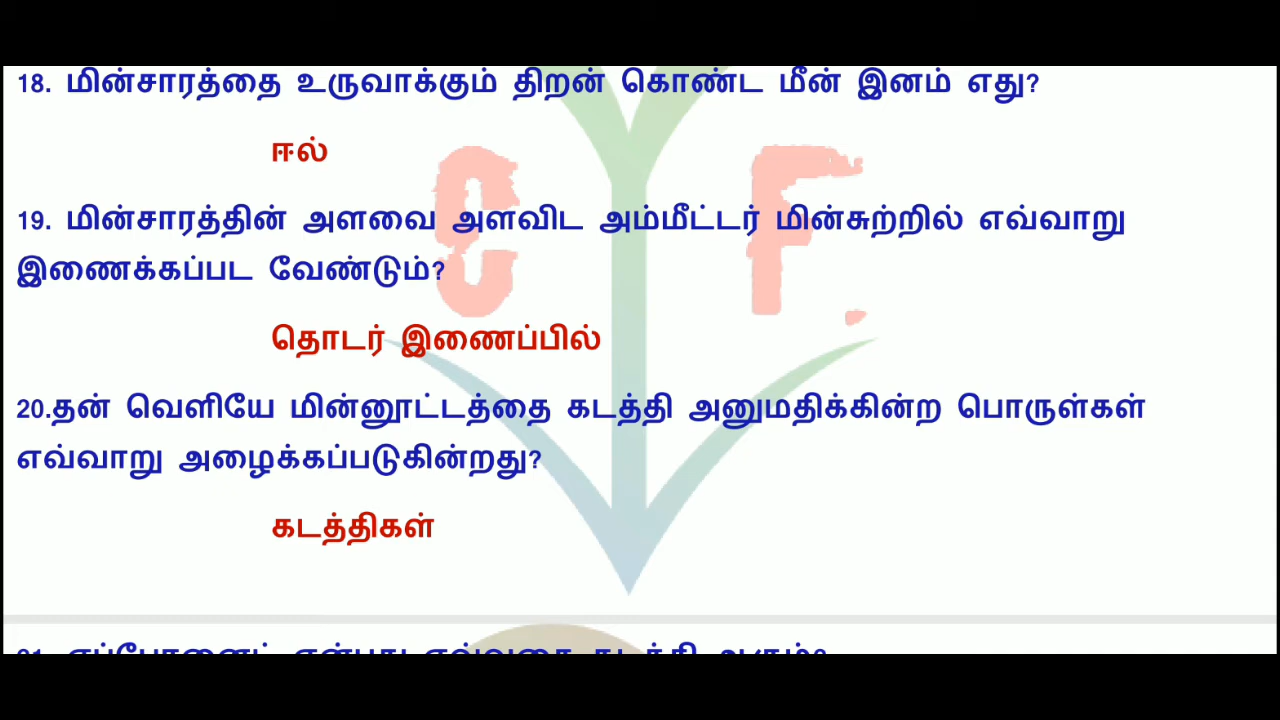 18. மின்சாரத்தை உருவாக்கும் திறன் கொண்ட மீன் இனம் எது?
ஈல்
19. மின்சாரத்தின் அளவை அளவிட அம்மீட்டர் மின்சுற்றில் எவ்வாறு
இணைக்கப்பட வேண்டும்?
தொடர் இணைப்பில்
20.தன் வெளியே மின்னூட்டத்தை கடத்தி அனுமதிக்கின்ற பொருள்கள்
எவ்வாறு அழைக்கப்படுகின்றது?
கடத்திகள்
C F.